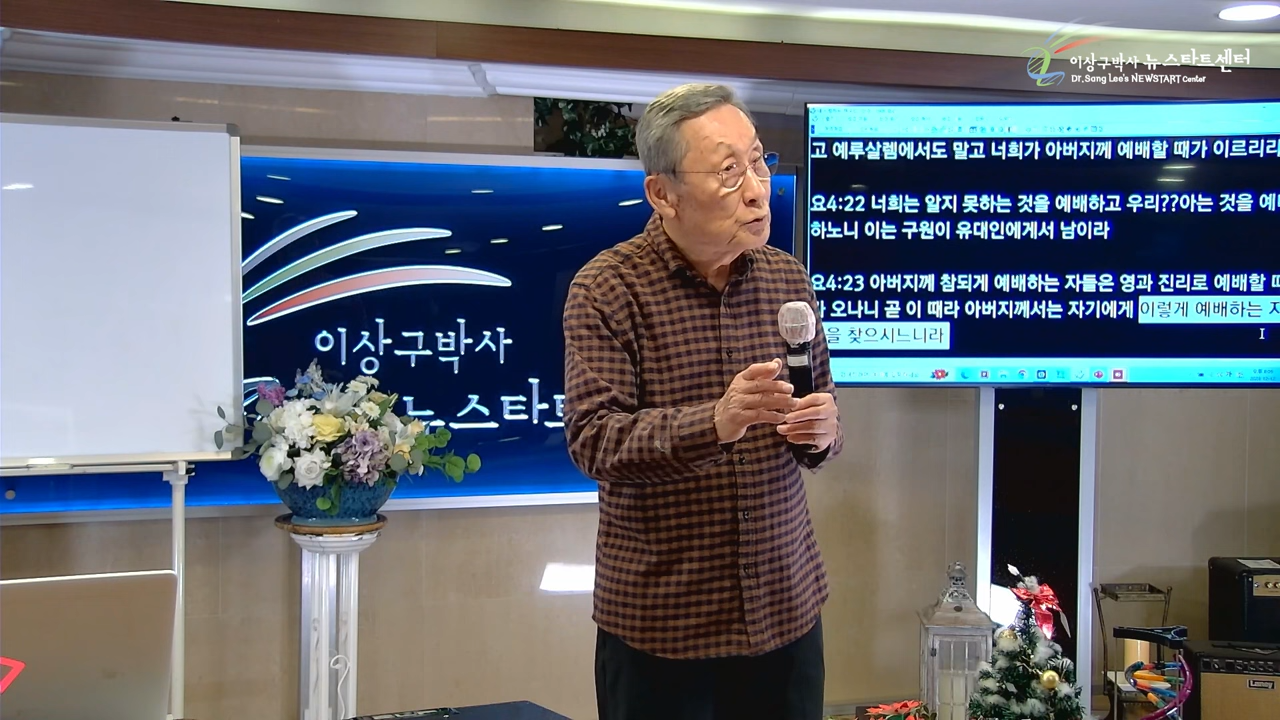 이상구박사 뉴스타트센터
Dr.Sang Lee's NEWSTART Center
고 예루살렘에서도 말고 너희가 아버지께 예배할 때가 이르리라
요4:22 너희는 알지 못하는 것을 예배하고 우리??아는 것을 예배
하노니 이는 구원이 유대인에게서 남이라
요4:23 아버지께 참되게 예배하는 자들은 영과 진리로 예배할 때
가 오나니 곧 이 때라 아버지께서는 자기에게 이렇게 예배하는 자
을 찾으시느니라
이상구박사
뉴스타트
Laney